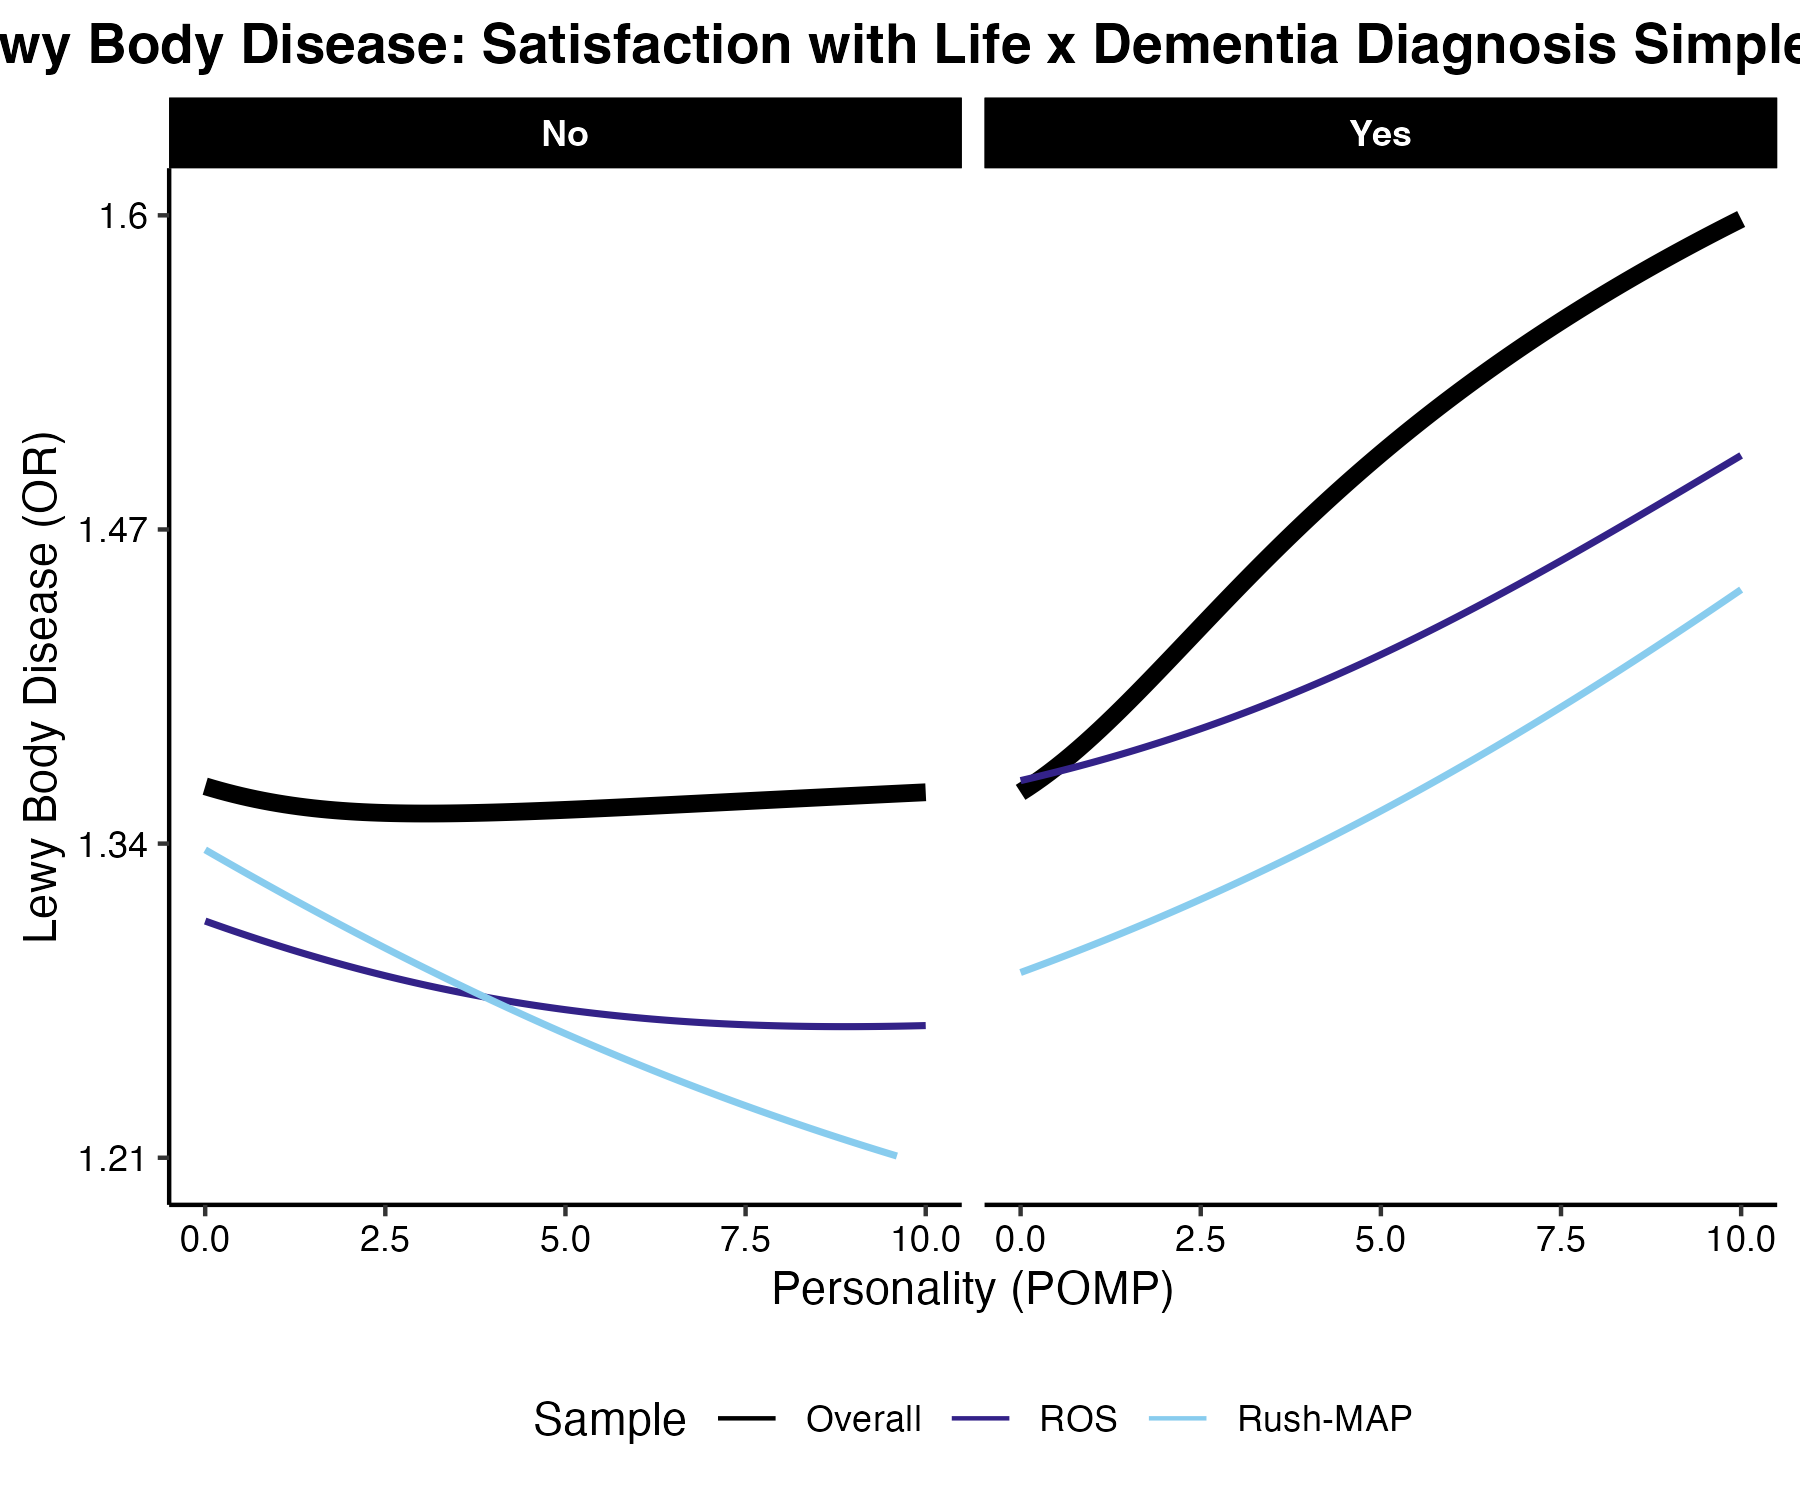 wy Body Disease: Satisfaction with Life x Dementia Diagnosis Simple
No Yes
1.6
1.47
1.34
1.21
Lewy Body Disease (OR)
0.0 2.5 5.0 7.5 10.0 0.0 2.5 5.0 7.5 10.0
Personality (POMP)
Sample Overall ROS Rush-MAP